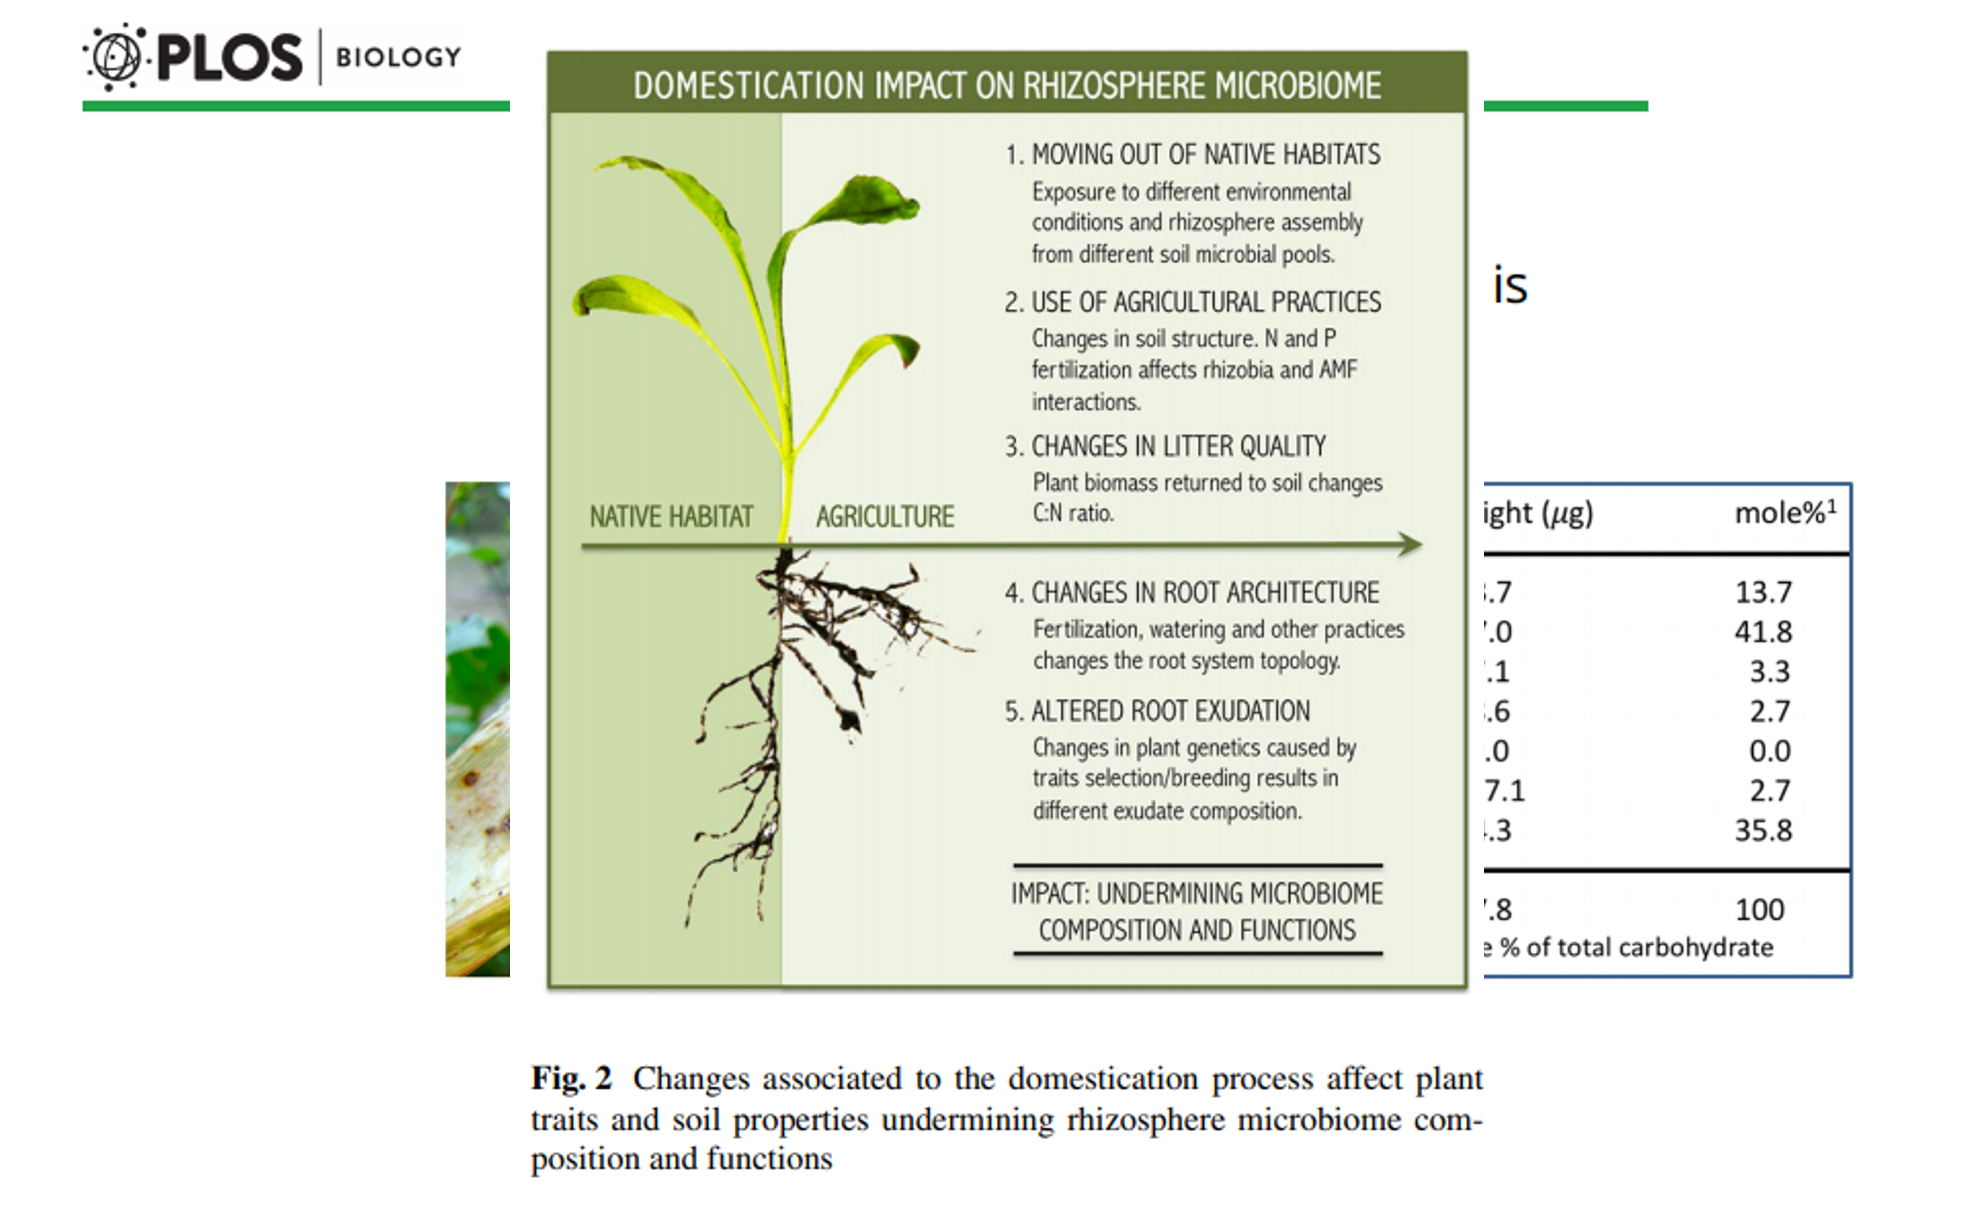 PLOS BIOLOGY
DOMESTICATION IMPACT ON RHIZOSPHERE MICROBIOME
1. MOVING OUT OF NATIVE HABITATS
Exposure to different environmental
conditions and rhizosphere assembly
from different soil microbial pools.
is
2. USE OF AGRICULTURAL PRACTICES
Changes in soil structure. N and P
fertilization affects rhizobia and AMF
interactions.
3. CHANGES IN LITTER QUALITY
Plant biomass returned to soil changes
C:N ratio.
NATIVE HABITAT AGRICULTURE
4. CHANGES IN ROOT ARCHITECTURE
Fertilization, watering and other practices
changes the root system topology.
5. ALTERED ROOT EXUDATION
Changes in plant genetics caused by
traits selection/breeding results in
different exudate composition.
IMPACT: UNDERMINING MICROBIOME
COMPOSITION AND FUNCTIONS
(µg) mole%¹
.7 13.7
.0 41.8
.1 3.3
.6 2.7
.0 0.0
7.1 2.7
.3 35.8
.8 100
% of total carbohydrate
Fig. 2 Changes associated to the domestication process affect plant
traits and soil properties undermining rhizosphere microbiome com-
position and functions